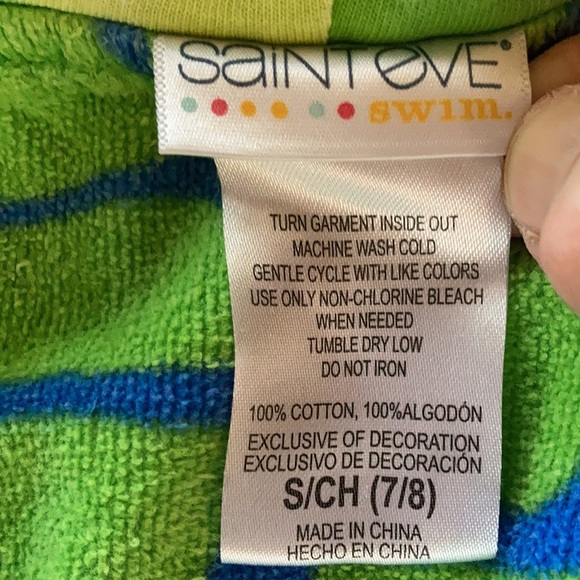 SaiNT eVE®
swim.
TURN GARMENT INSIDE OUT
MACHINE WASH COLD
GENTLE CYCLE WITH LIKE COLORS
USE ONLY NON-CHLORINE BLEACH
WHEN NEEDED
TUMBLE DRY LOW
DO NOT IRON
100% COTTON, 100%ALGODÓN
EXCLUSIVE OF DECORATION
EXCLUSIVO DE DECORACIÓN
S/CH (7/8)
MADE IN CHINA
HECHO EN CHINA